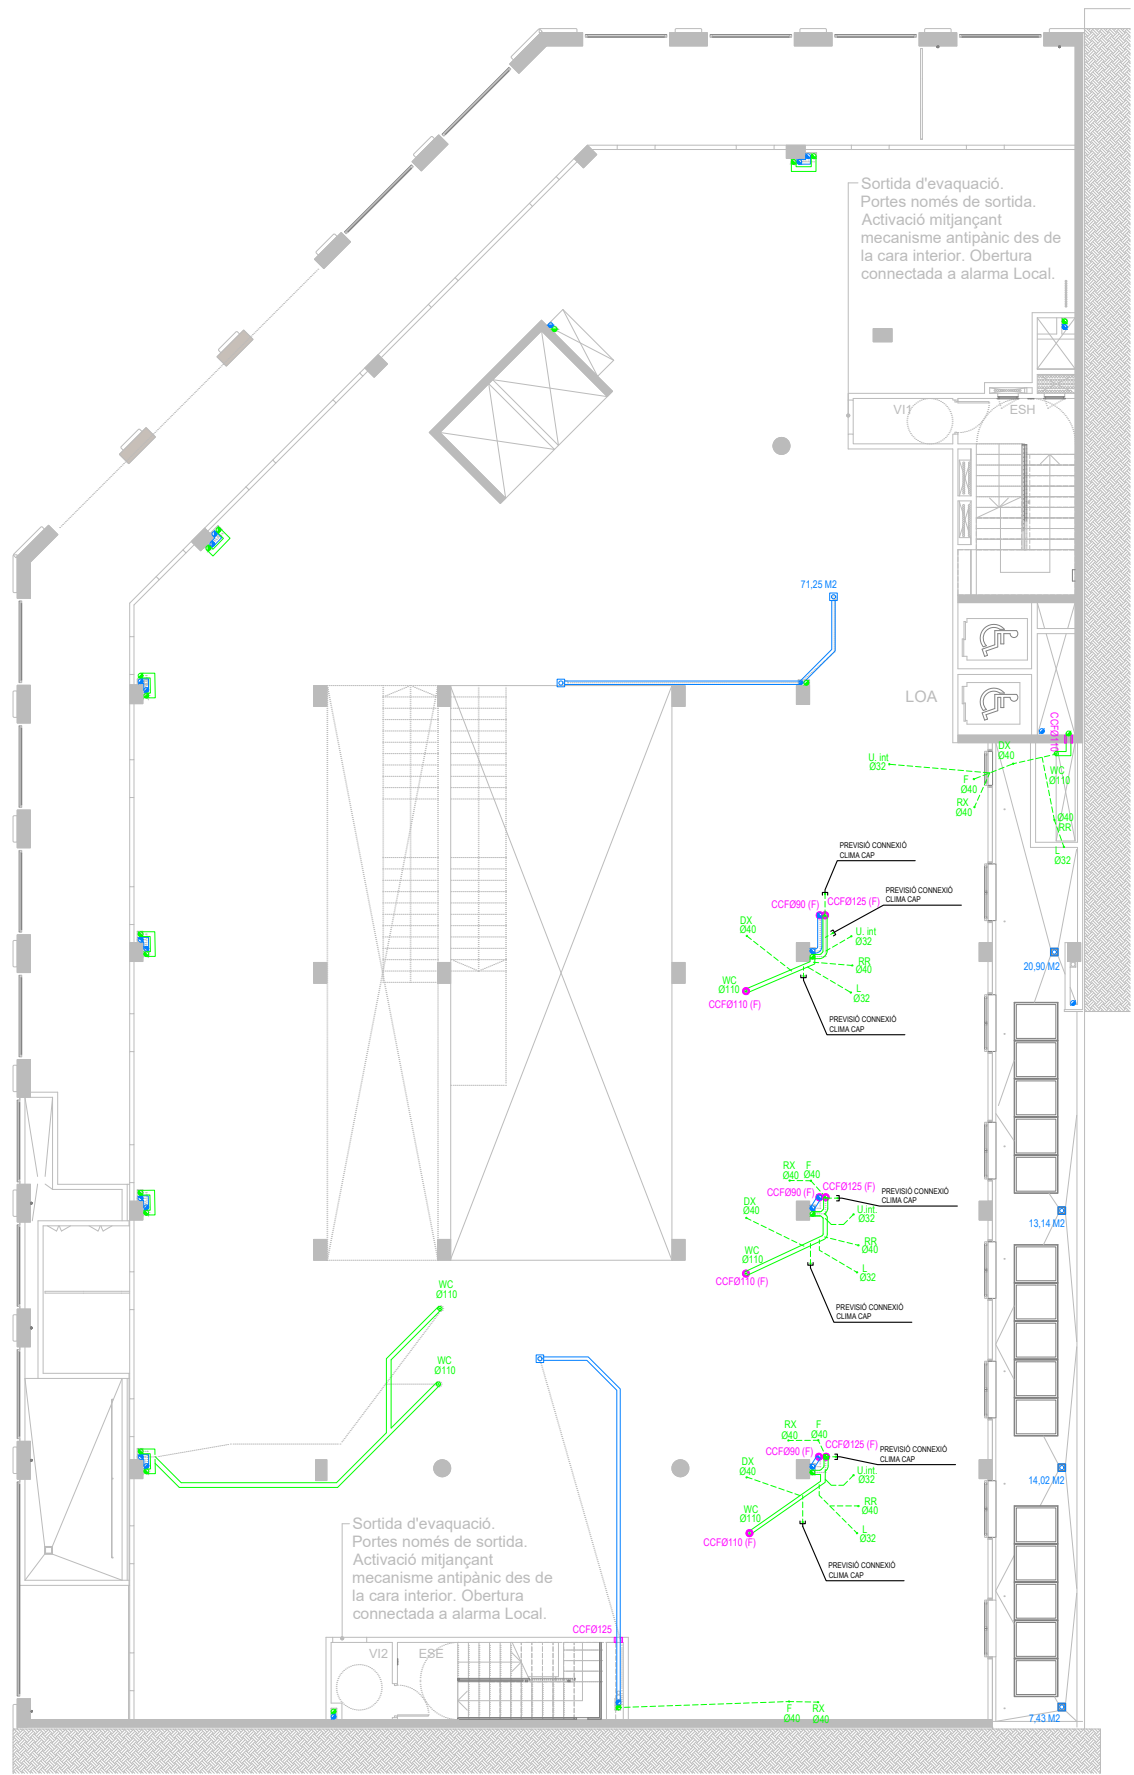 Sortida d'evaquació.
Portes només de sortida.
Activació mitjançant
mecanisme antipànic des de
la cara interior. Obertura
connectada a alarma Local.
VI1
ESH
71,25 M2
LOA
CCFØ110
DX
Ø40
U. int
Ø32
F
Ø40
RX
Ø40
WC
Ø110
Ø40
RR
L
Ø32
PREVISIÓ CONNEXIÓ
CLIMA CAP
PREVISIÓ CONNEXIÓ
CLIMA CAP
CCFØ90 (F)
CCFØ125 (F)
DX
Ø40
U. int
Ø32
RR
Ø40
WC
Ø110
L
Ø32
CCFØ110 (F)
PREVISIÓ CONNEXIÓ
CLIMA CAP
20,90 M2
RX
Ø40
F
Ø40
CCFØ90 (F)
CCFØ125 (F)
PREVISIÓ CONNEXIÓ
CLIMA CAP
DX
Ø40
U.int.
Ø32
RR
Ø40
WC
Ø110
L
Ø32
CCFØ110 (F)
PREVISIÓ CONNEXIÓ
CLIMA CAP
13,14 M2
WC
Ø110
WC
Ø110
RX
Ø40
F
Ø40
CCFØ90 (F)
CCFØ125 (F)
PREVISIÓ CONNEXIÓ
CLIMA CAP
DX
Ø40
U.int.
Ø32
RR
Ø40
WC
Ø110
L
Ø32
CCFØ110 (F)
PREVISIÓ CONNEXIÓ
CLIMA CAP
14,02 M2
Sortida d'evaquació.
Portes només de sortida.
Activació mitjançant
mecanisme antipànic des de
la cara interior. Obertura
connectada a alarma Local.
CCFØ125
VI2
ESE
F
Ø40
RX
Ø40
7,43 M2